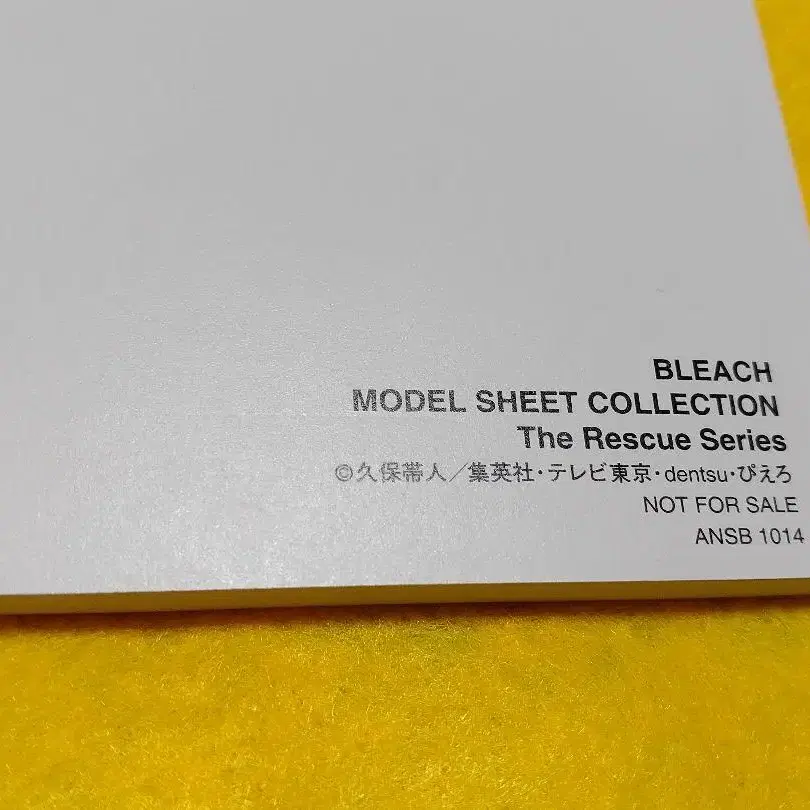 BLEACH
MODEL SHEET COLLECTION
The Rescue Series
©久保帯人／集英社・テレビ東京・dentsu・ぴえろ
NOT FOR SALE
ANSB 1014